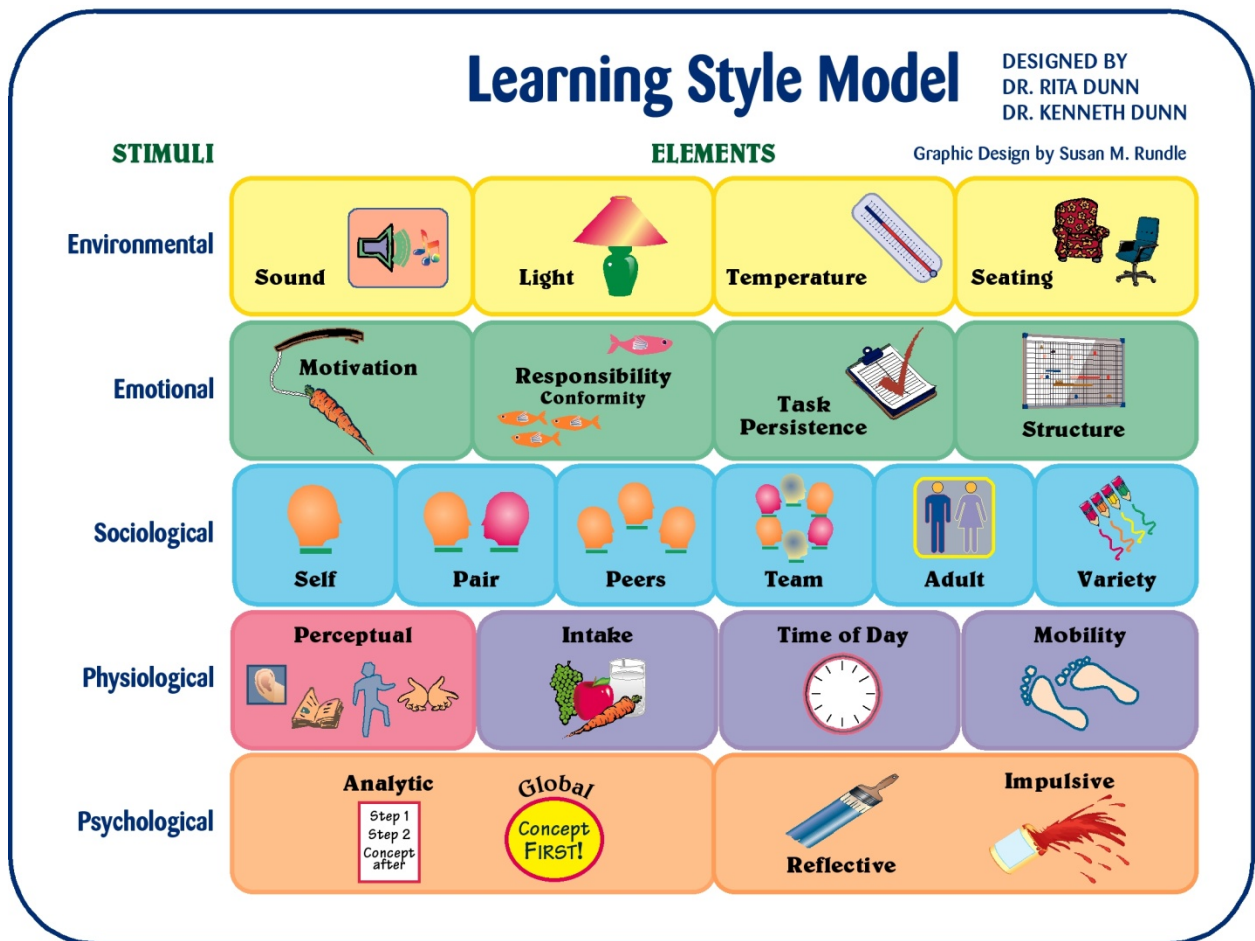 Learning Style Model
DESIGNED BY
DR. RITA DUNN
DR. KENNETH DUNN
STIMULI
ELEMENTS
Graphic Design by Susan M. Rundle
Environmental
Sound
Light
Temperature
Seating
Emotional
Motivation
Responsibility
Conformity
Task
Persistence
Structure
Sociological
Self
Pair
Peers
Team
Adult
Variety
Physiological
Perceptual
Intake
Time of Day
Mobility
Psychological
Analytic
Step 1
Step 2
Concept
after
Global
Concept
FIRST!
Reflective
Impulsive